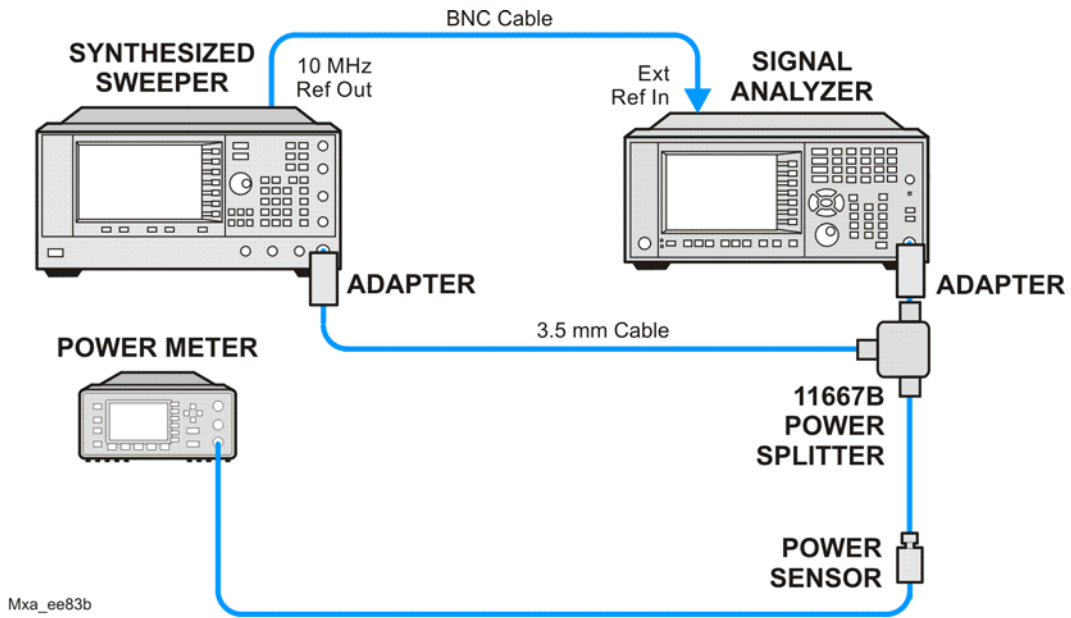 BNC Cable
SYNTHESIZED
SWEEPER
10 MHz
Ref Out
Ext
Ref In
SIGNAL
ANALYZER
ADAPTER
ADAPTER
3.5 mm Cable
POWER METER
11667B
POWER
SPLITTER
POWER
SENSOR
Mxa_ee83b